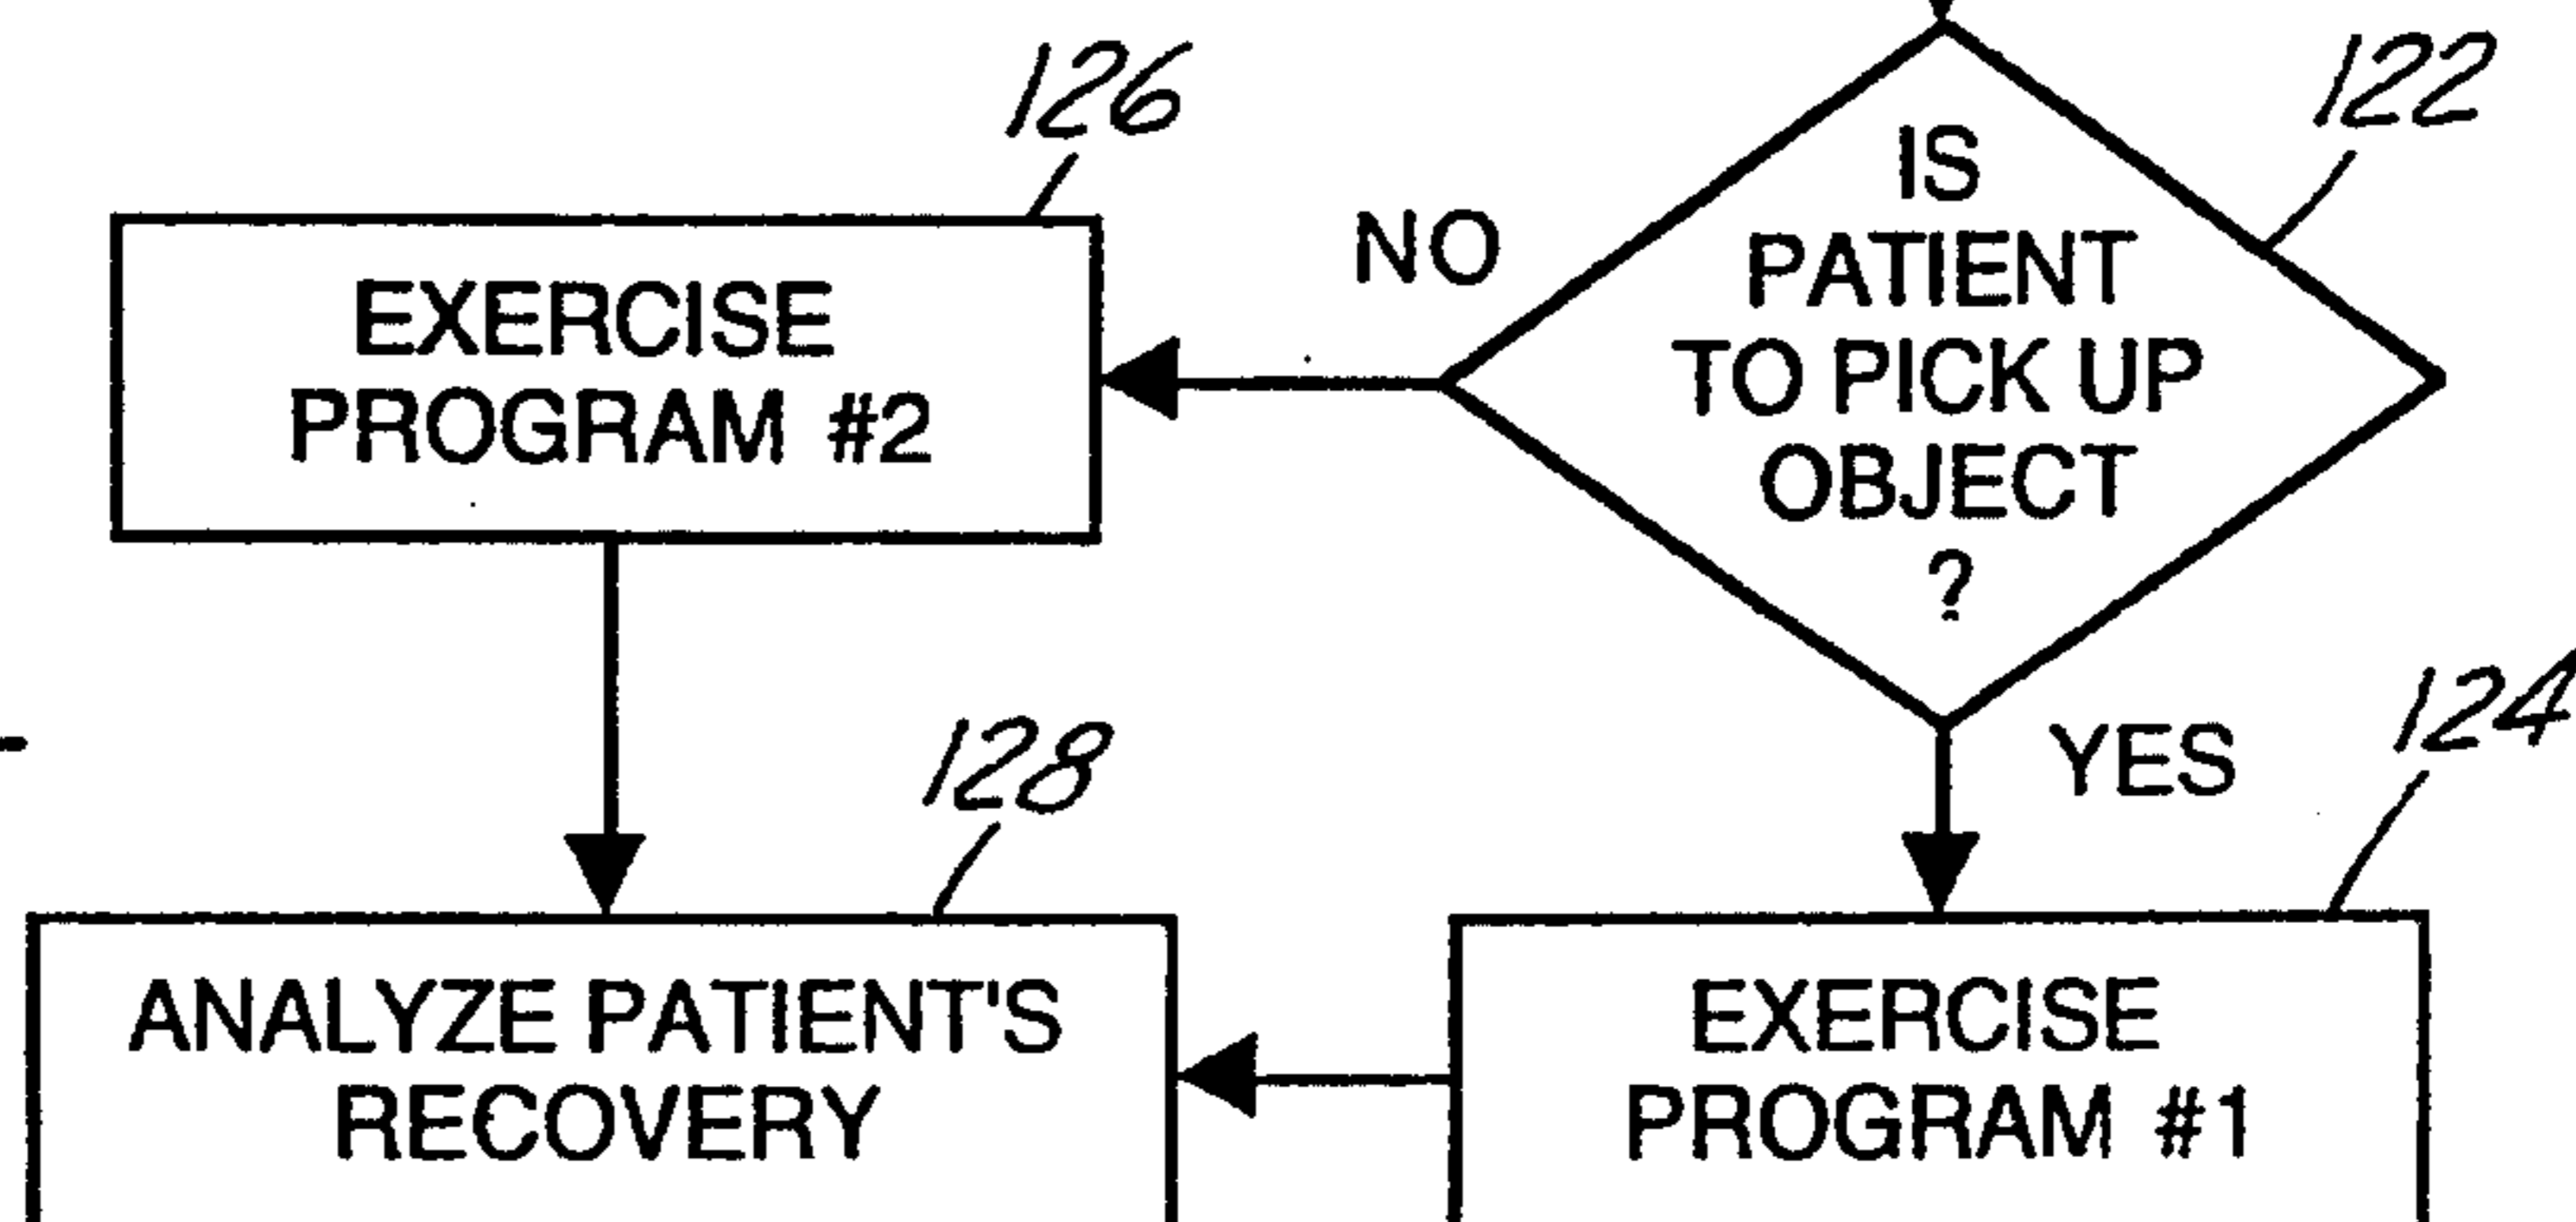 126
122
IS
PATIENT
TO PICK UP
OBJECT
?
NO
EXERCISE
PROGRAM #2
YES
124
128
ANALYZE PATIENT'S
RECOVERY
EXERCISE
PROGRAM #1